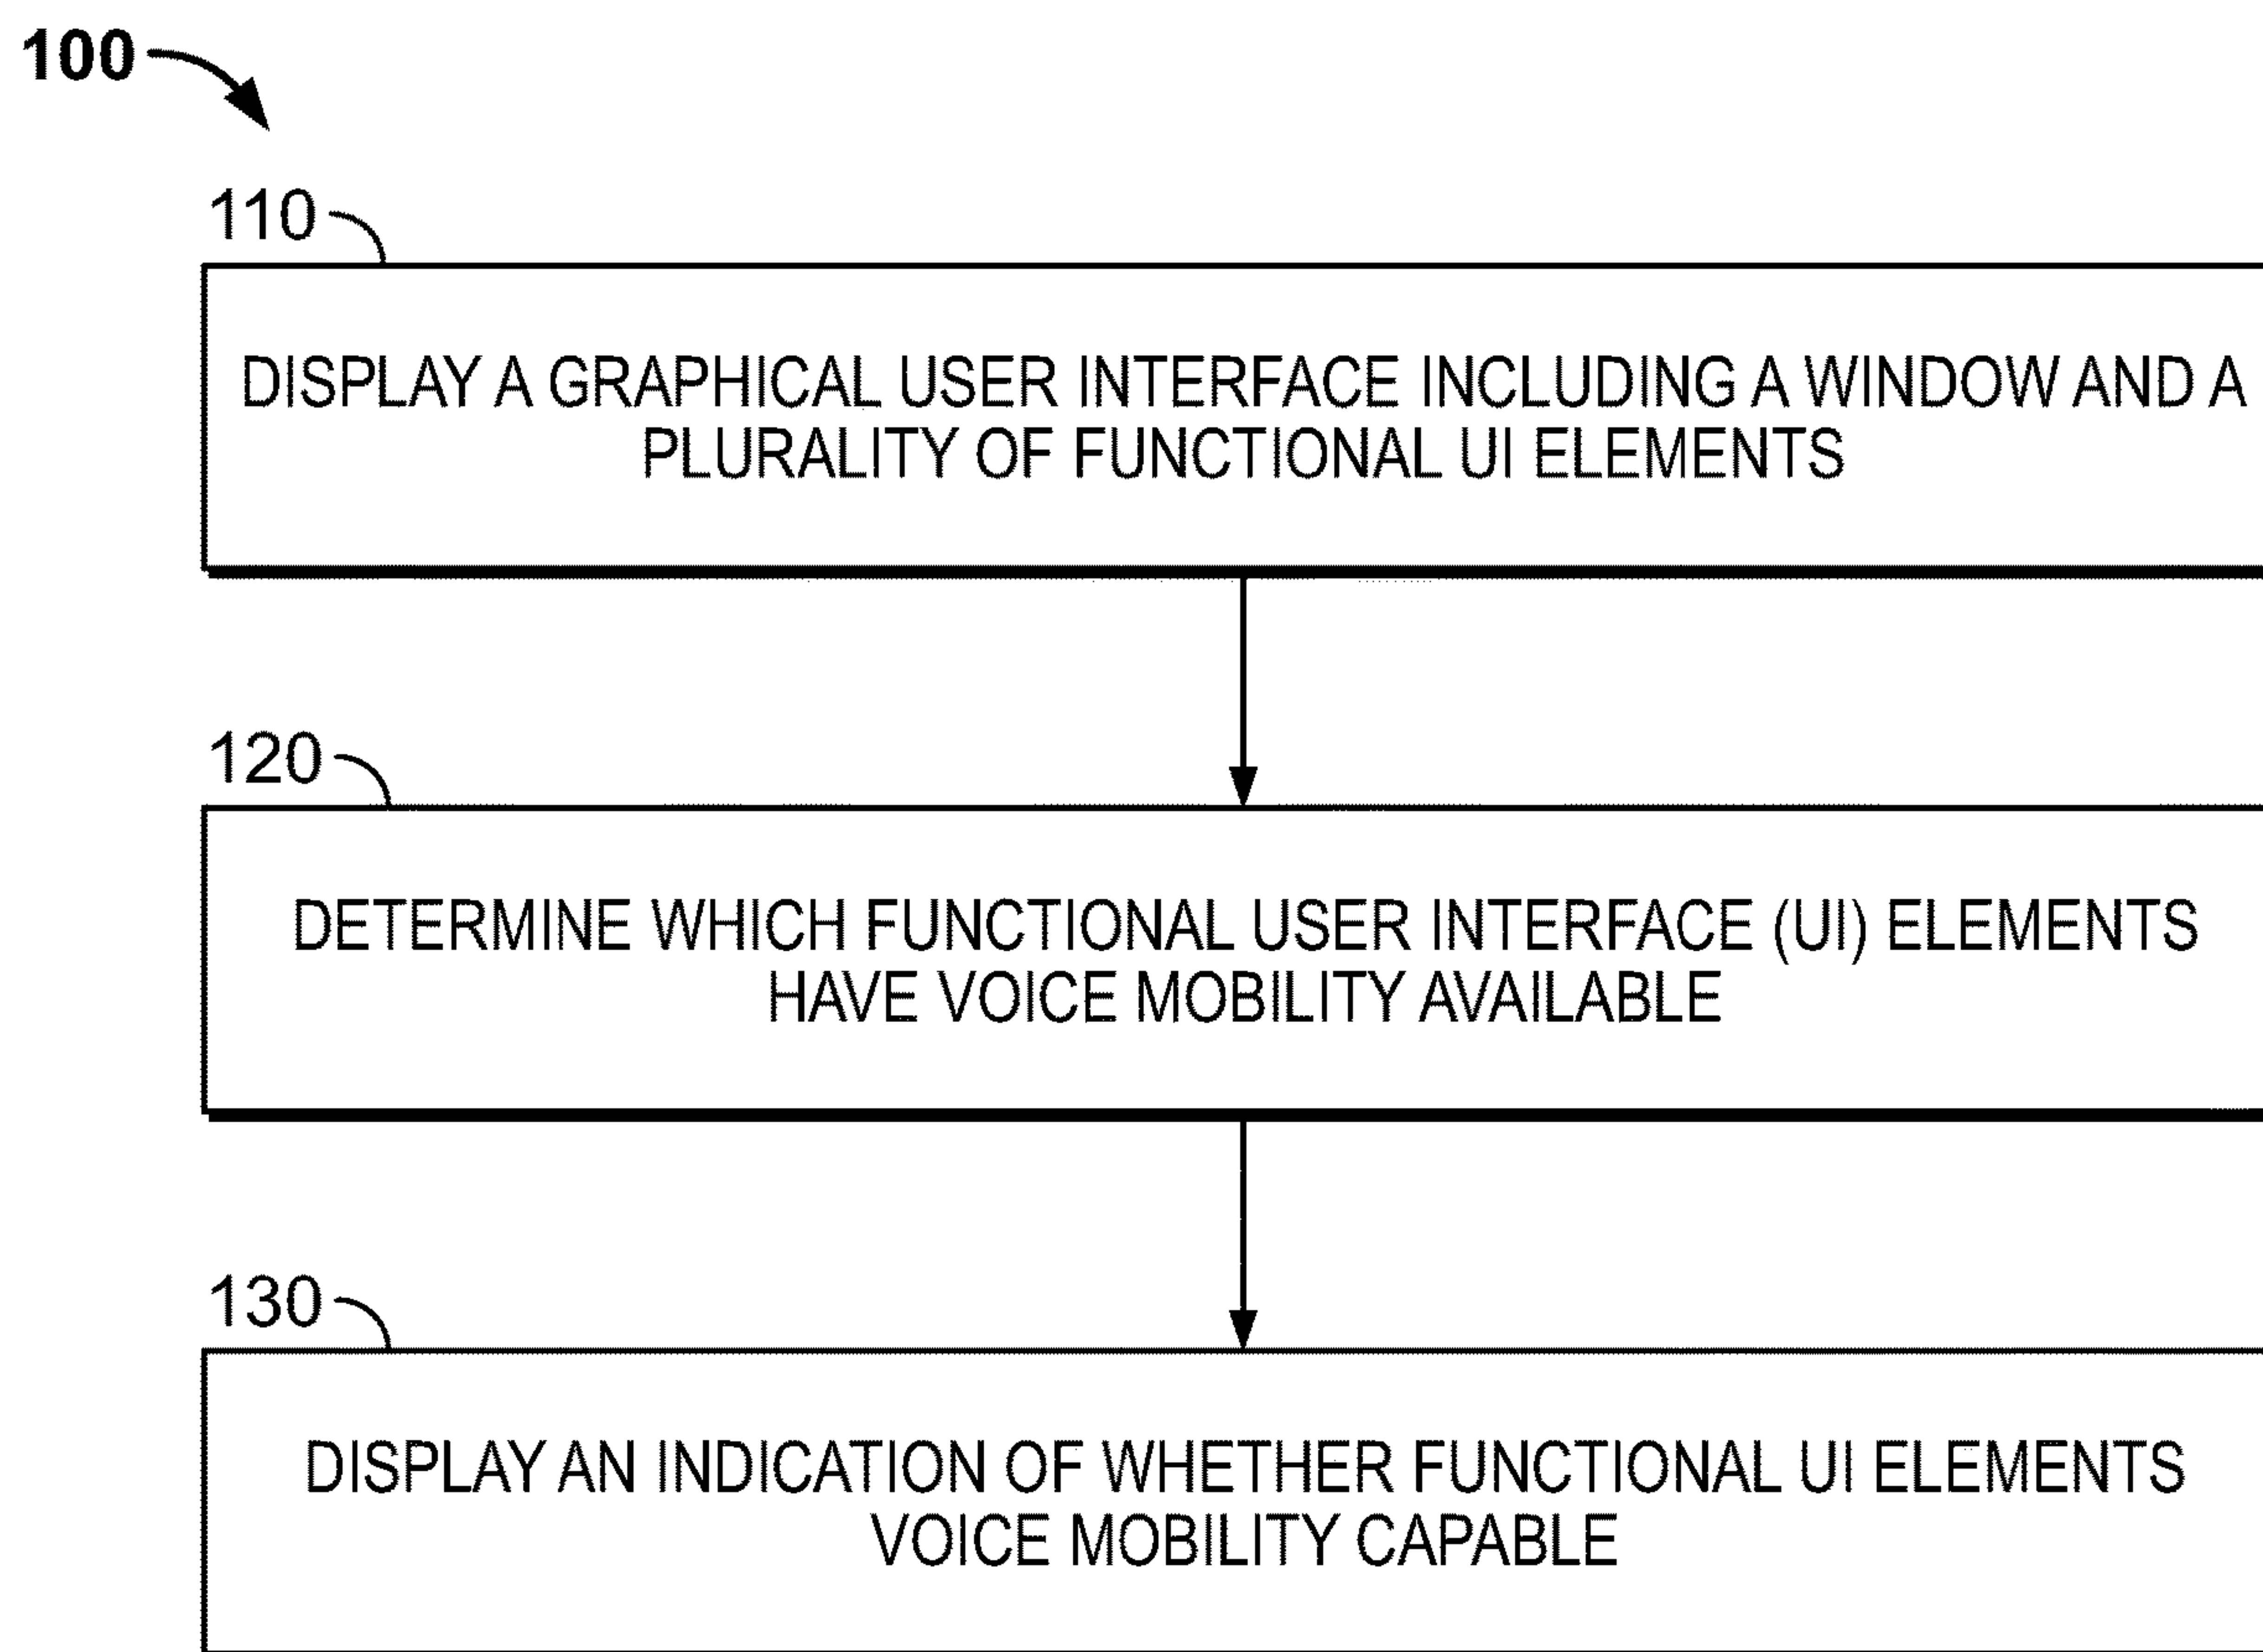 100
110
DISPLAY A GRAPHICAL USER INTERFACE INCLUDING A WINDOW AND A
PLURALITY OF FUNCTIONAL UI ELEMENTS
120
DETERMINE WHICH FUNCTIONAL USER INTERFACE (UI) ELEMENTS
HAVE VOICE MOBILITY AVAILABLE
130
DISPLAY AN INDICATION OF WHETHER FUNCTIONAL UI ELEMENTS
VOICE MOBILITY CAPABLE